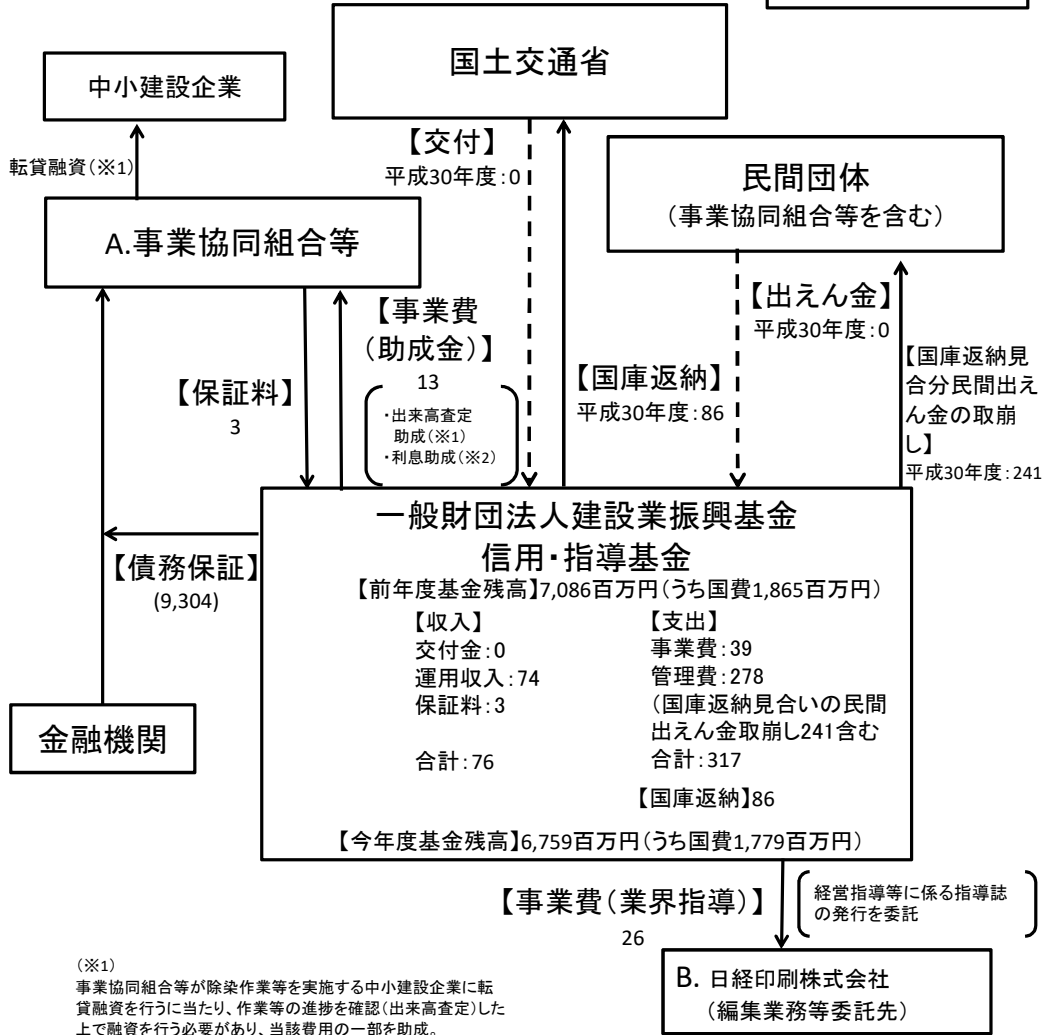 国土交通省
中小建設企業
【交付】
平成30年度：0
転貸融資(※1)
民間団体
（事業協同組合等を含む）
A.事業協同組合等
【出えん金】
平成30年度：0
【事業費
（助成金）】
13
・出来高査定
助成(※1)
・利息助成(※2)
【国庫返納】
平成30年度：86
【国庫返納見
合分民間出え
ん金の取崩
し】
平成30年度：241
【保証料】
3
一般財団法人建設業振興基金
信用・指導基金
【前年度基金残高】7,086百万円（うち国費1,865百万円）
【収入】
交付金：0
運用収入：74
保証料：3
合計：76
【支出】
事業費：39
管理費：278
（国庫返納見合いの民間
出えん金取崩し241含む
合計：317
【国庫返納】86
【今年度基金残高】6,759百万円（うち国費1,779百万円）
【債務保証】
(9,304)
金融機関
【事業費（業界指導）】
26
経営指導等に係る指導誌
の発行を委託
B. 日経印刷株式会社
（編集業務等委託先）
(※1)
事業協同組合等が除染作業等を実施する中小建設企業に転
貸融資を行うに当たり、作業等の進捗を確認（出来高査定）した
上で融資を行う必要があり、当該費用の一部を助成。